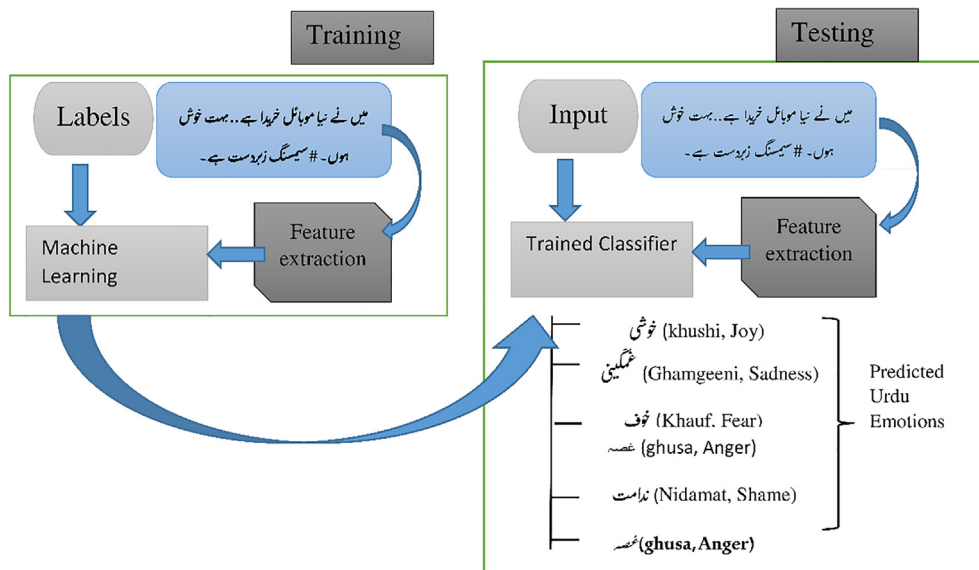 Training
Labels
میں نے نیا موبائل خریدا ہے..بہت خوش
ہوں۔ # سیمسنگ زبردست ہے۔
Machine
Learning
Feature
extraction
Testing
Input
میں نے نیا موبائل خریدا ہے..بہت خوش
ہوں۔ # سیمسنگ زبردست ہے۔
Trained Classifier
Feature
extraction
خوشی (khushi, Joy)
غمگینی (Ghamgeeni, Sadness)
خوف (Khauf, Fear)
غصہ (ghusa, Anger)
ندامت (Nidamat, Shame)
غصہ(ghusa, Anger)
Predicted
Urdu
Emotions